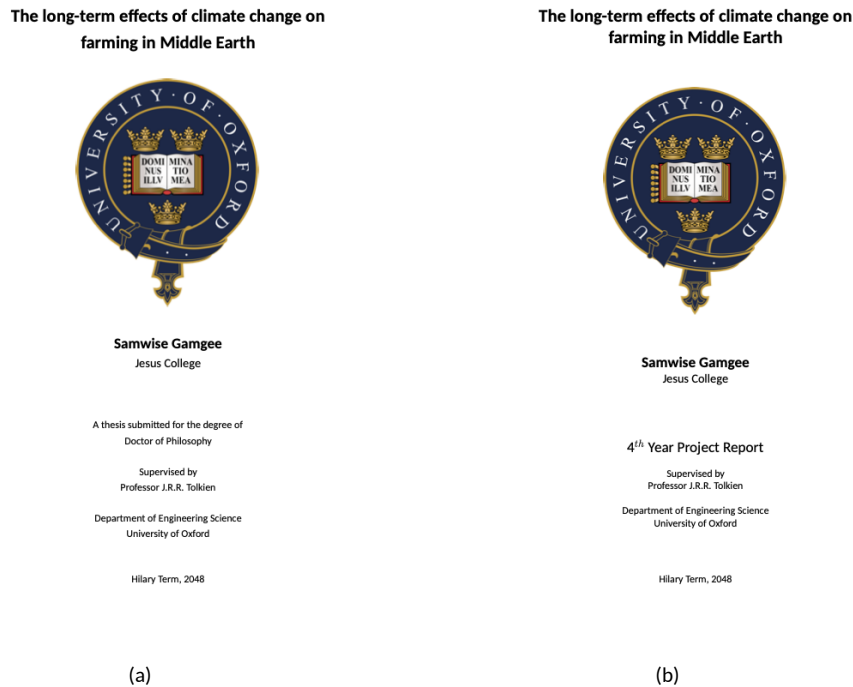 The long-term effects of climate change on
farming in Middle Earth
UNIVERSITY · OF · OXFORD
DOMI MINA
NUS TIO
ILLV MEA
Samwise Gamgee
Jesus College
A thesis submitted for the degree of
Doctor of Philosophy
Supervised by
Professor J.R.R. Tolkien
Department of Engineering Science
University of Oxford
Hilary Term, 2048
(a)
The long-term effects of climate change on
farming in Middle Earth
UNIVERSITY · OF · OXFORD
DOMI MINA
NUS TIO
ILLV MEA
Samwise Gamgee
Jesus College
4th Year Project Report
Supervised by
Professor J.R.R. Tolkien
Department of Engineering Science
University of Oxford
Hilary Term, 2048
(b)